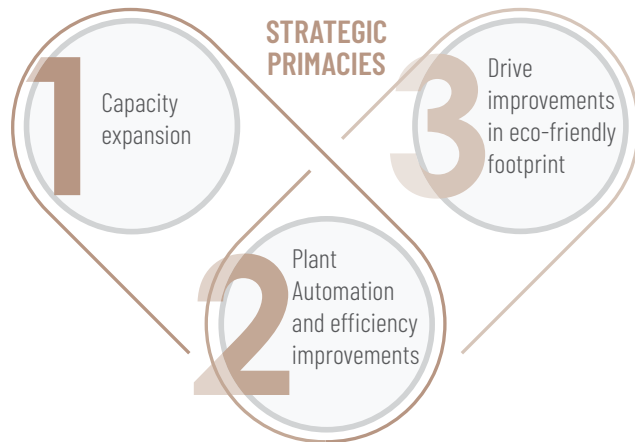 STRATEGIC
PRIMACIES
1
Capacity
expansion
2
Plant
Automation
and efficiency
improvements
3
Drive
improvements
in eco-friendly
footprint